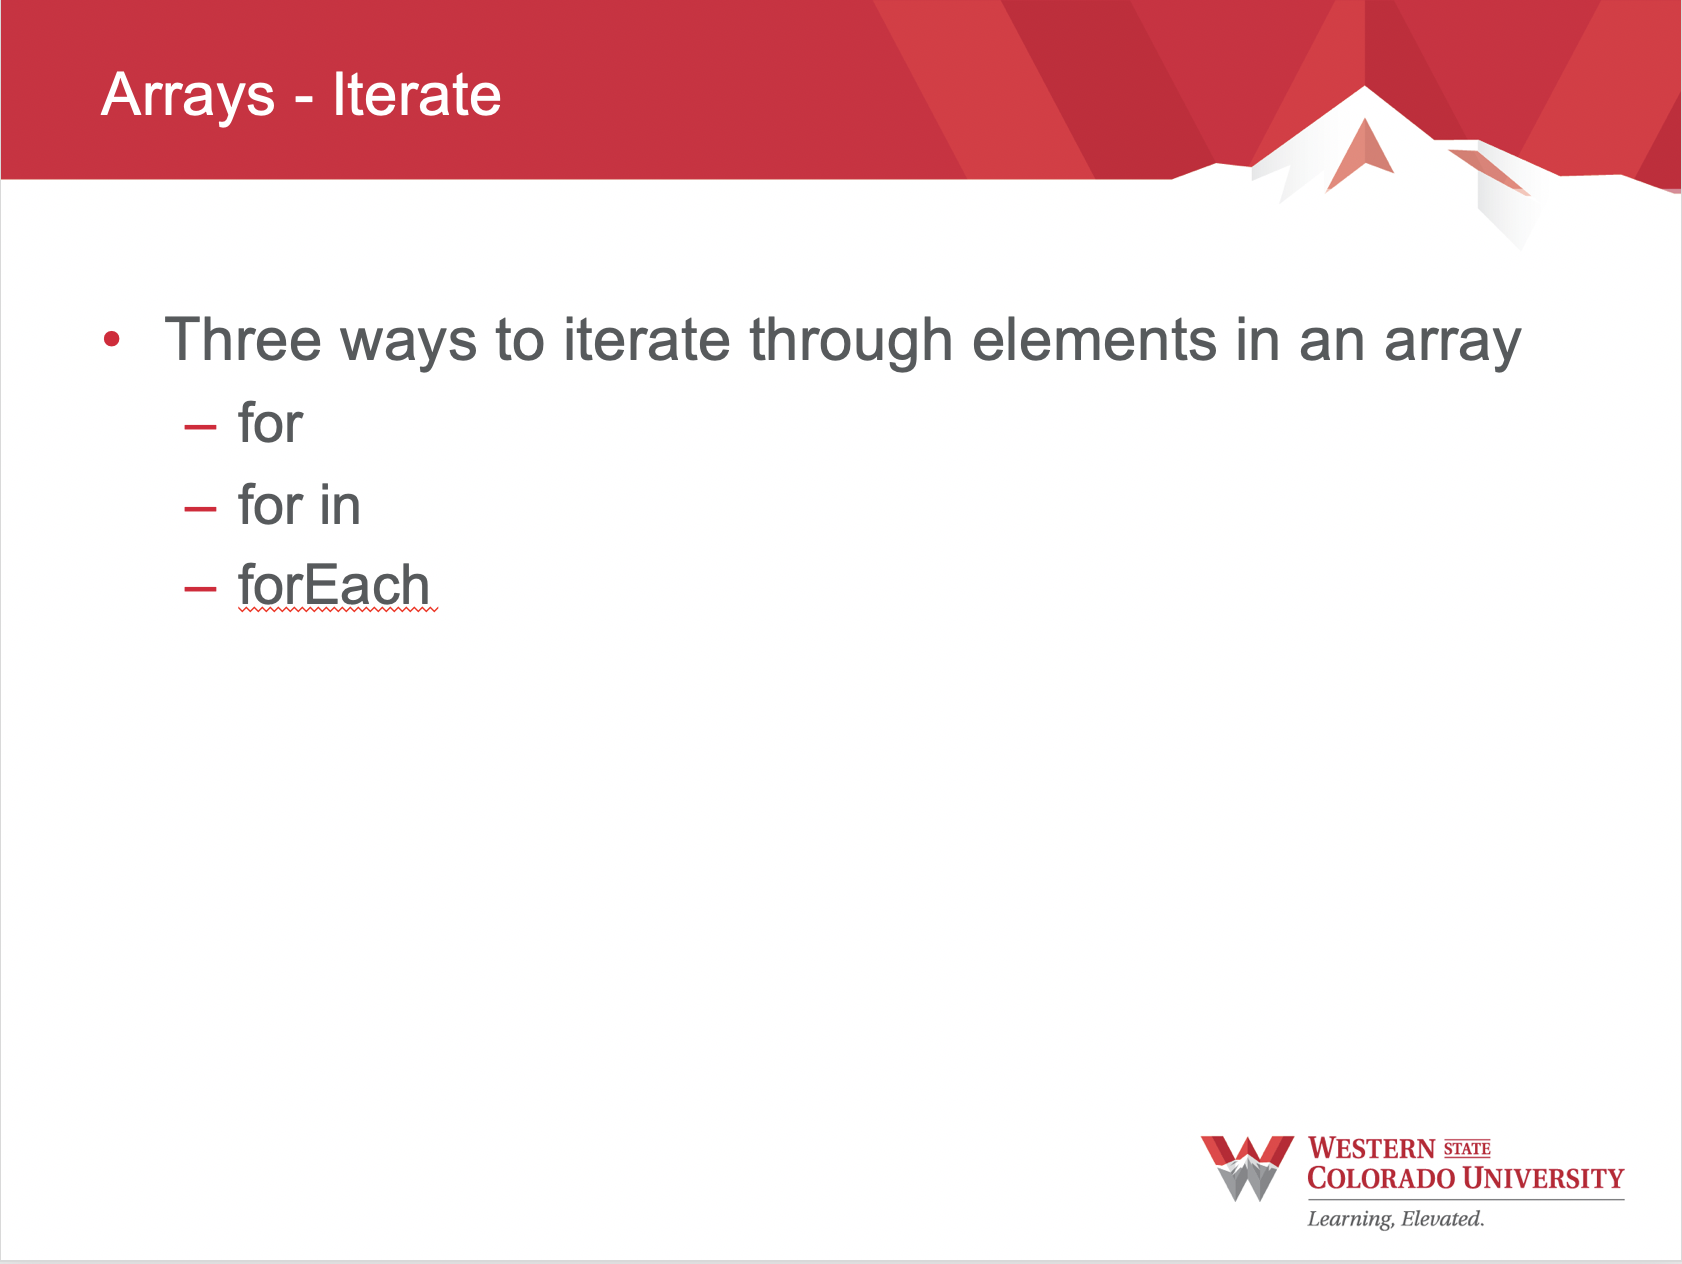 Arrays - Iterate
• Three ways to iterate through elements in an array
– for
– for in
– forEach
WESTERN STATE
COLORADO UNIVERSITY
Learning, Elevated.